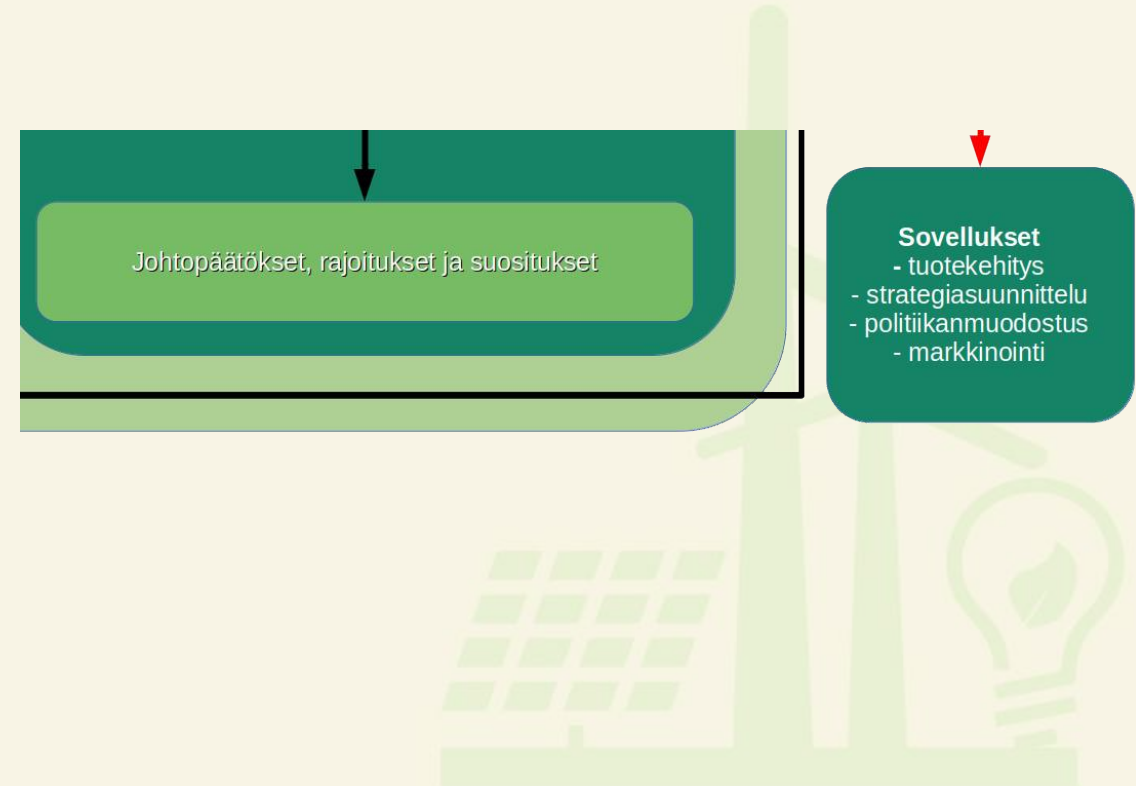 Johtopäätökset, rajoitukset ja suositukset
Sovellukset
- tuotekehitys
- strategiasuunnittelu
- politiikanmuodostus
- markkinointi